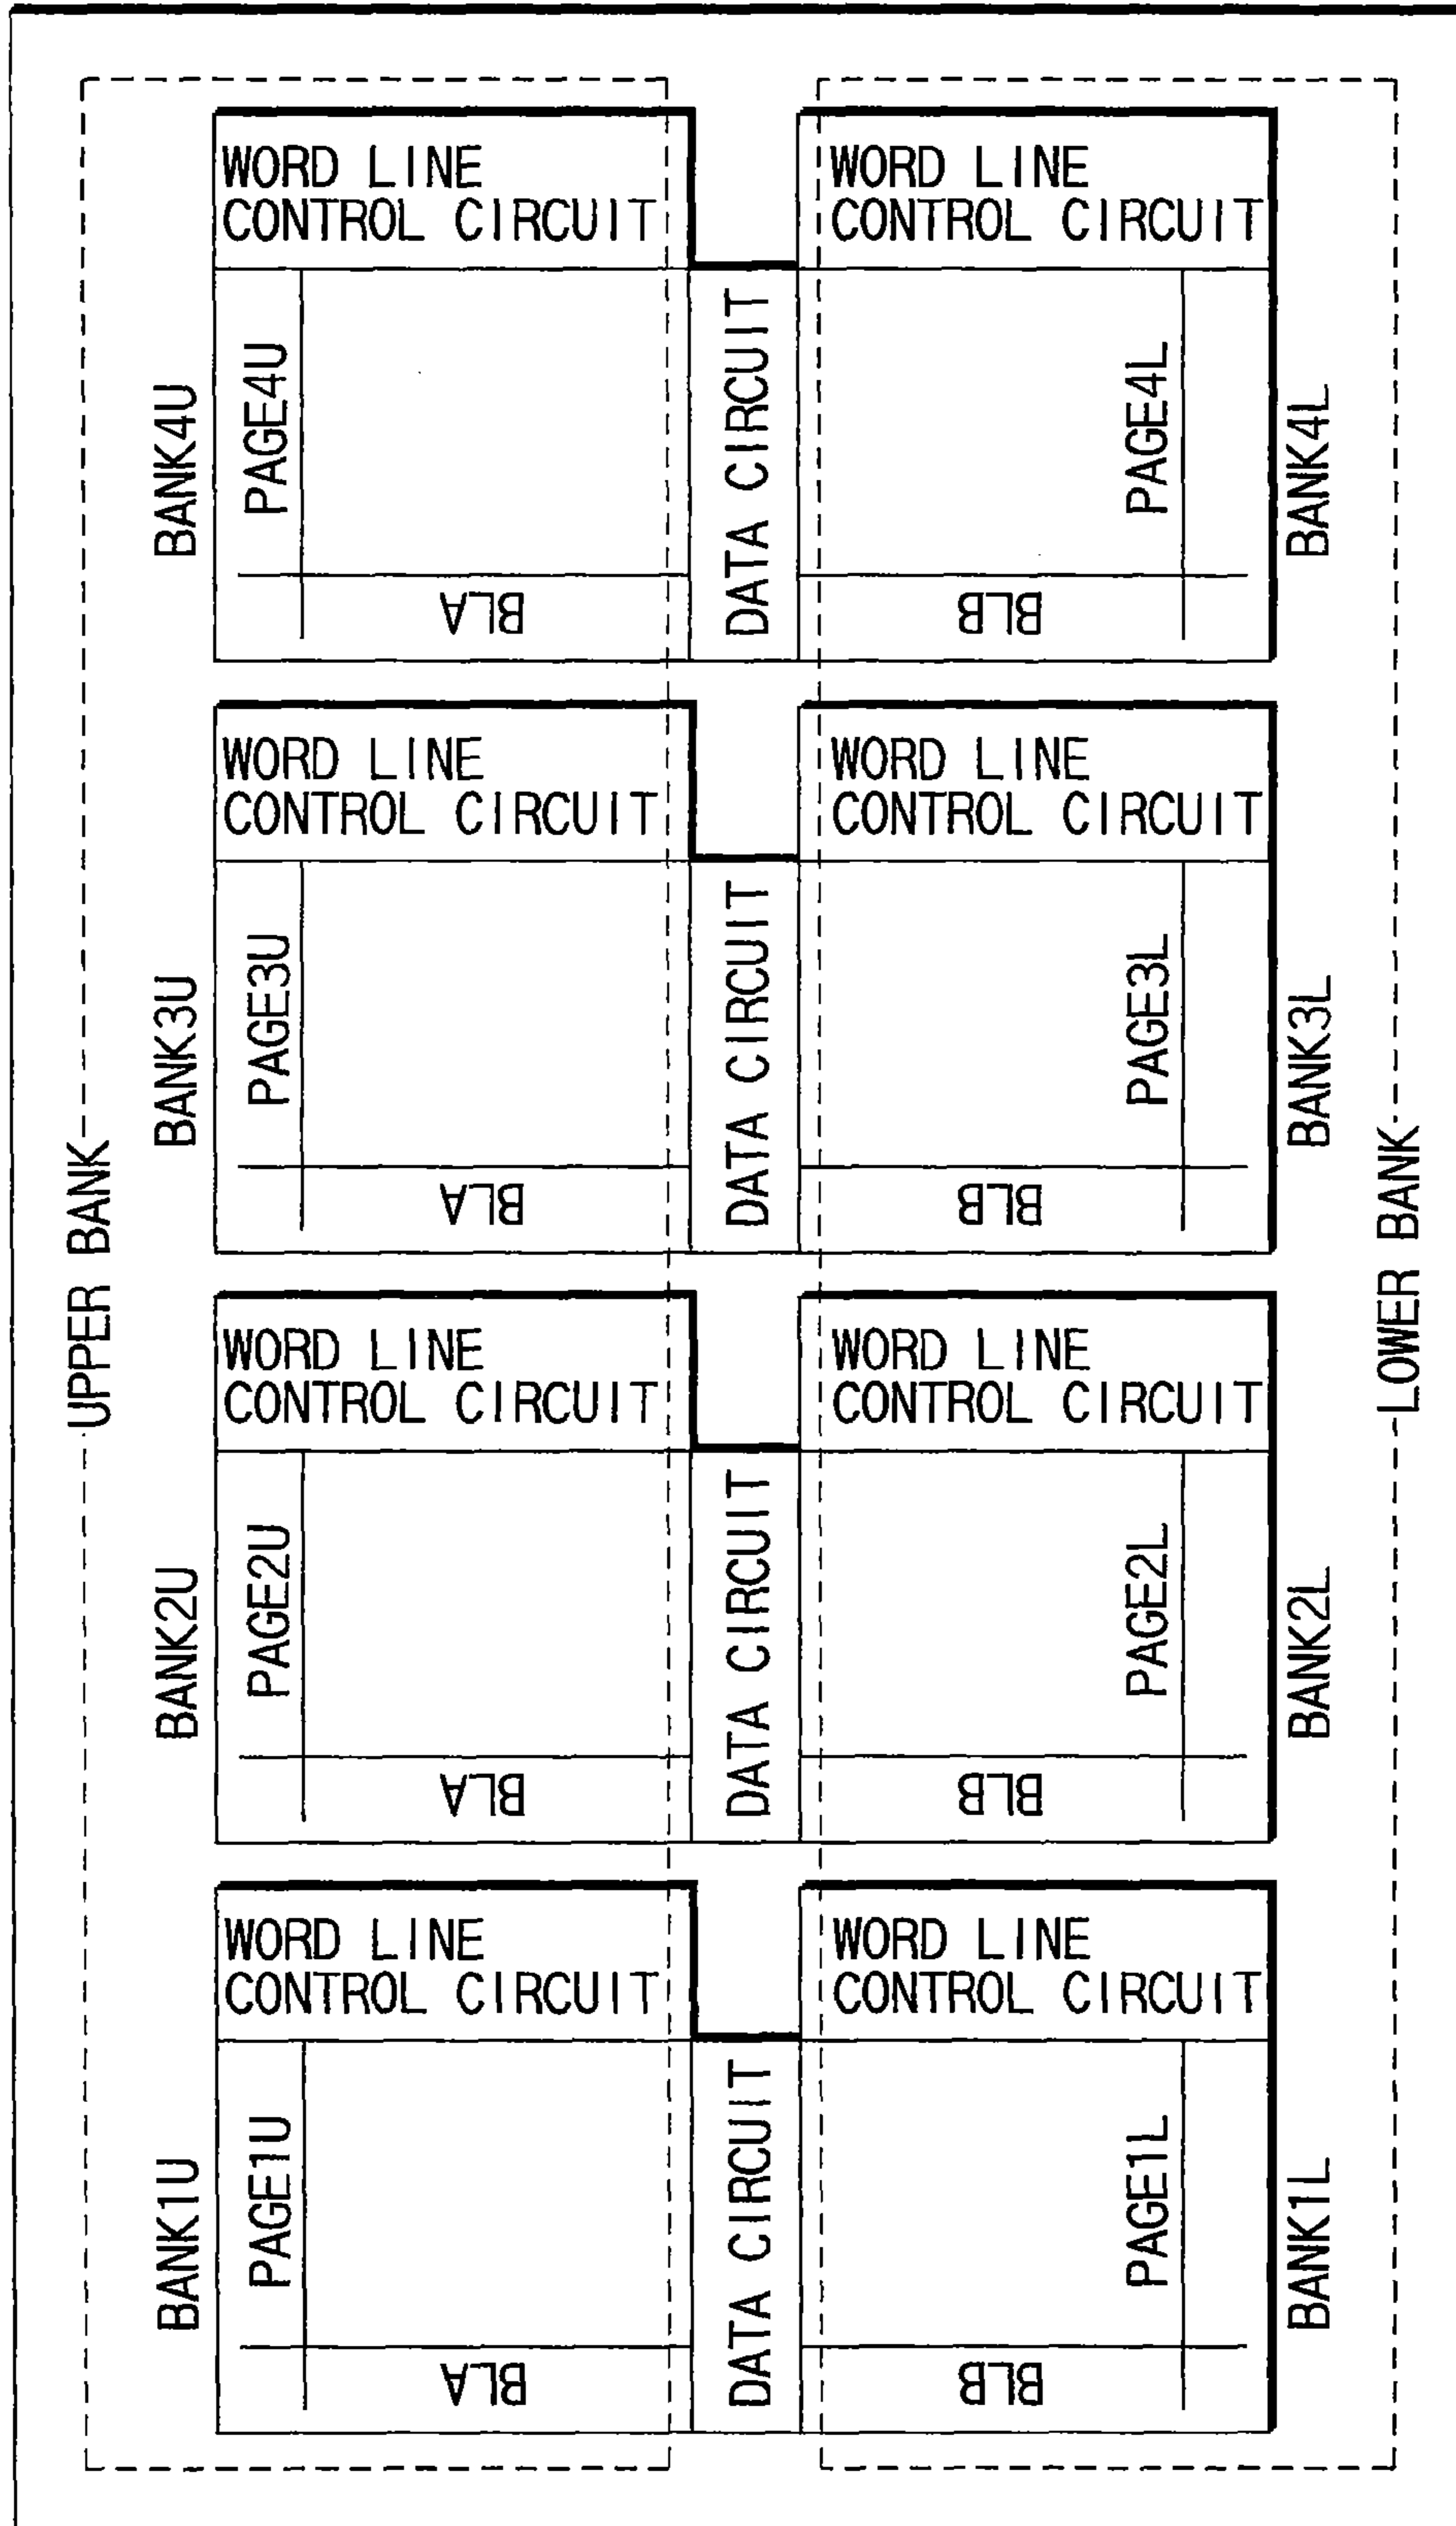 UPPER BANK
LOWER BANK
BANK4U
WORD LINE
CONTROL CIRCUIT
PAGE4U
BLA
DATA CIRCUIT
WORD LINE
CONTROL CIRCUIT
PAGE4L
BLB
BANK4L
BANK3U
WORD LINE
CONTROL CIRCUIT
PAGE3U
BLA
DATA CIRCUIT
WORD LINE
CONTROL CIRCUIT
PAGE3L
BLB
BANK3L
BANK2U
WORD LINE
CONTROL CIRCUIT
PAGE2U
BLA
DATA CIRCUIT
WORD LINE
CONTROL CIRCUIT
PAGE2L
BLB
BANK2L
BANK1U
WORD LINE
CONTROL CIRCUIT
PAGE1U
BLA
DATA CIRCUIT
WORD LINE
CONTROL CIRCUIT
PAGE1L
BLB
BANK1L